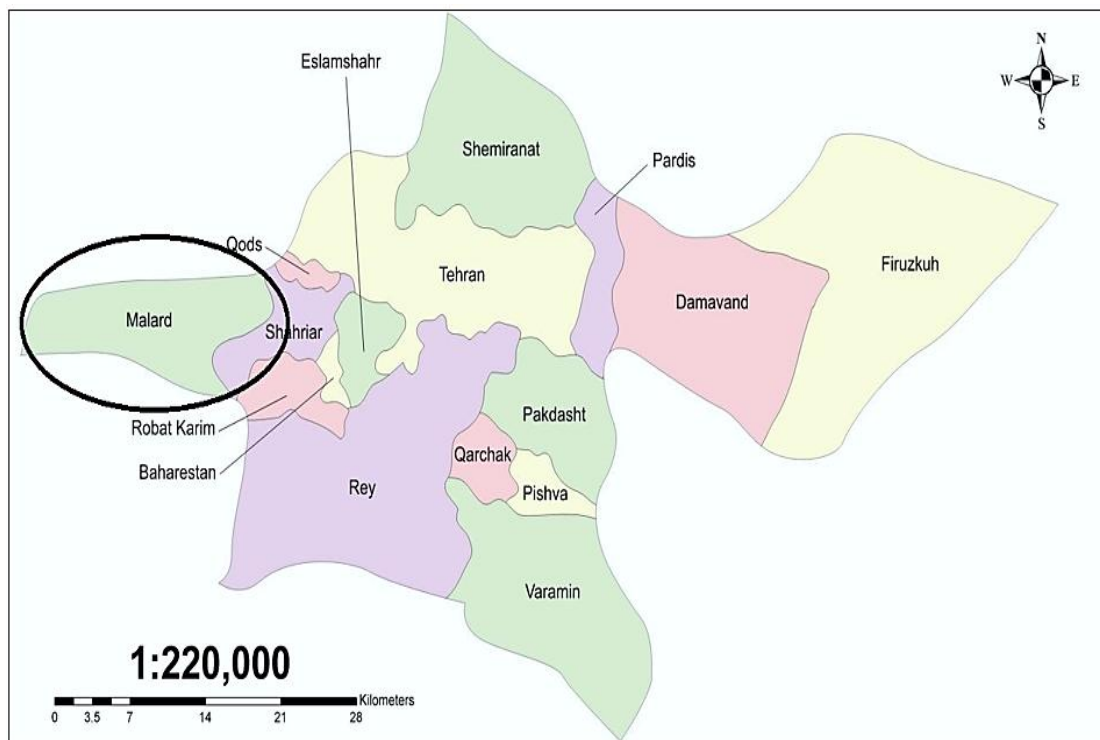 N
W E
S
Eslamshahr
Shemiranat
Pardis
Qods
Tehran
Firuzkuh
Damavand
Malard
Shahriar
Pakdasht
Robat Karim
Qarchak
Baharestan
Rey
Pishva
Varamin
1:220,000
Kilometers
0 3.5 7 14 21 28